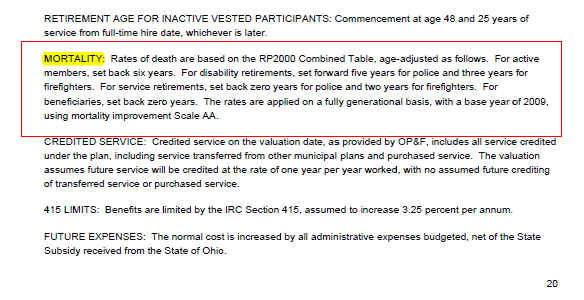 RETIREMENT AGE FOR INACTIVE VESTED PARTICIPANTS: Commencement at age 48 and 25 years of
service from full-time hire date, whichever is later.
MORTALITY: Rates of death are based on the RP2000 Combined Table, age-adjusted as follows. For active
members, set back six years. For disability retirements, set forward five years for police and three years for
firefighters. For service retirements, set back zero years for police and two years for firefighters. For
beneficiaries, set back zero years. The rates are applied on a fully generational basis, with a base year of 2009,
using mortality improvement Scale AA.
CREDITED SERVICE: Credited service on the valuation date, as provided by OP&F, includes all service credited
under the plan, including service transferred from other municipal plans and purchased service. The valuation
assumes future service will be credited at the rate of one year per year worked, with no assumed future crediting
of transferred service or purchased service.
415 LIMITS: Benefits are limited by the IRC Section 415, assumed to increase 3.25 percent per annum.
FUTURE EXPENSES: The normal cost is increased by all administrative expenses budgeted, net of the State
Subsidy received from the State of Ohio.
20